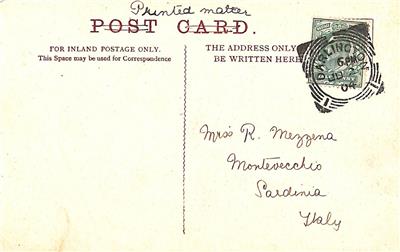 Printed matter
POST CARD.
FOR INLAND POSTAGE ONLY.
This Space may be used for Correspondence
THE ADDRESS ONLY
BE WRITTEN HERE
DARLINGTON
04
Mrs R. Mezzena
Montevecchio
Sardinia
Italy